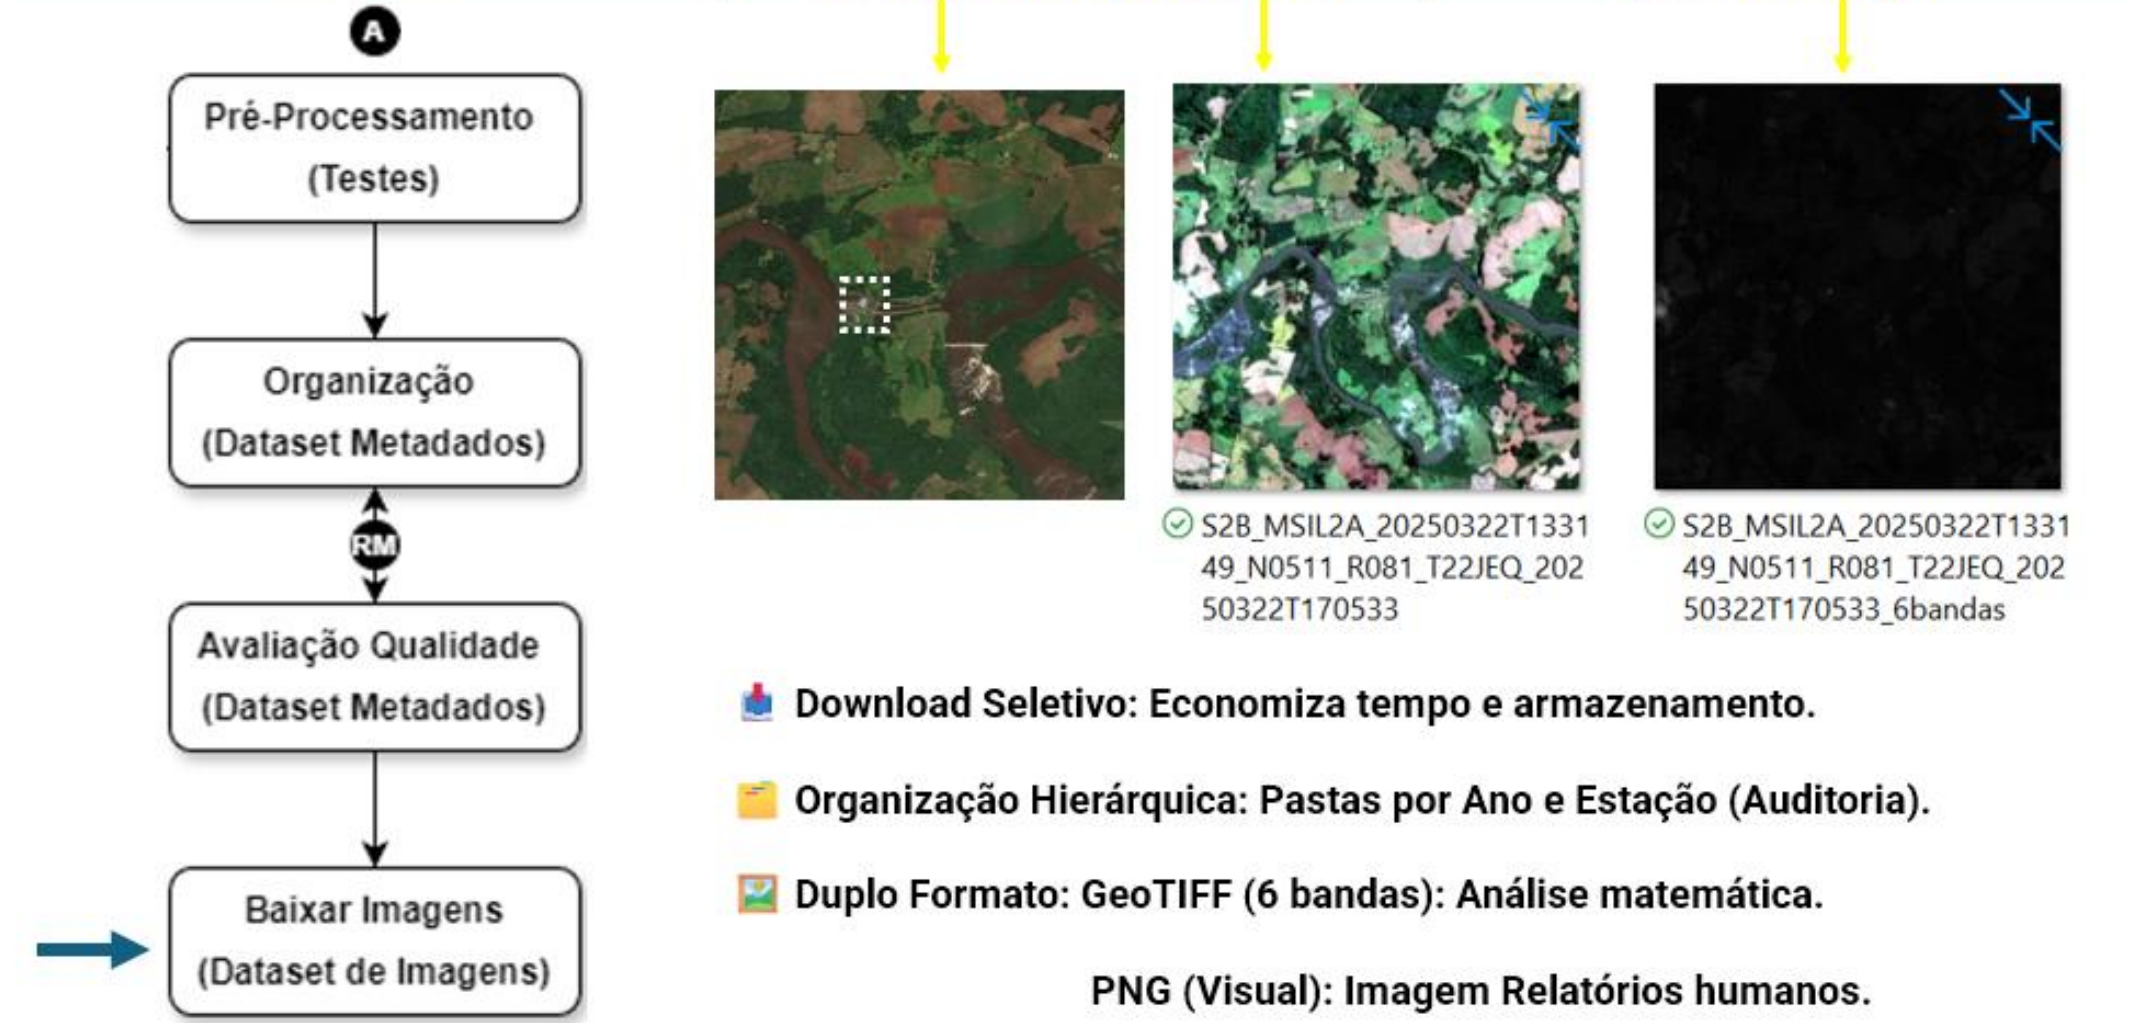 A
Pré-Processamento
(Testes)
Organização
(Dataset Metadados)
RM
Avaliação Qualidade
(Dataset Metadados)
Baixar Imagens
(Dataset de Imagens)
S2B_MSIL2A_20250322T1331
49_N0511_R081_T22JEQ_202
50322T170533
S2B_MSIL2A_20250322T1331
49_N0511_R081_T22JEQ_202
50322T170533_6bandas
Download Seletivo: Economiza tempo e armazenamento.
Organização Hierárquica: Pastas por Ano e Estação (Auditoria).
Duplo Formato: GeoTIFF (6 bandas): Análise matemática.
PNG (Visual): Imagem Relatórios humanos.